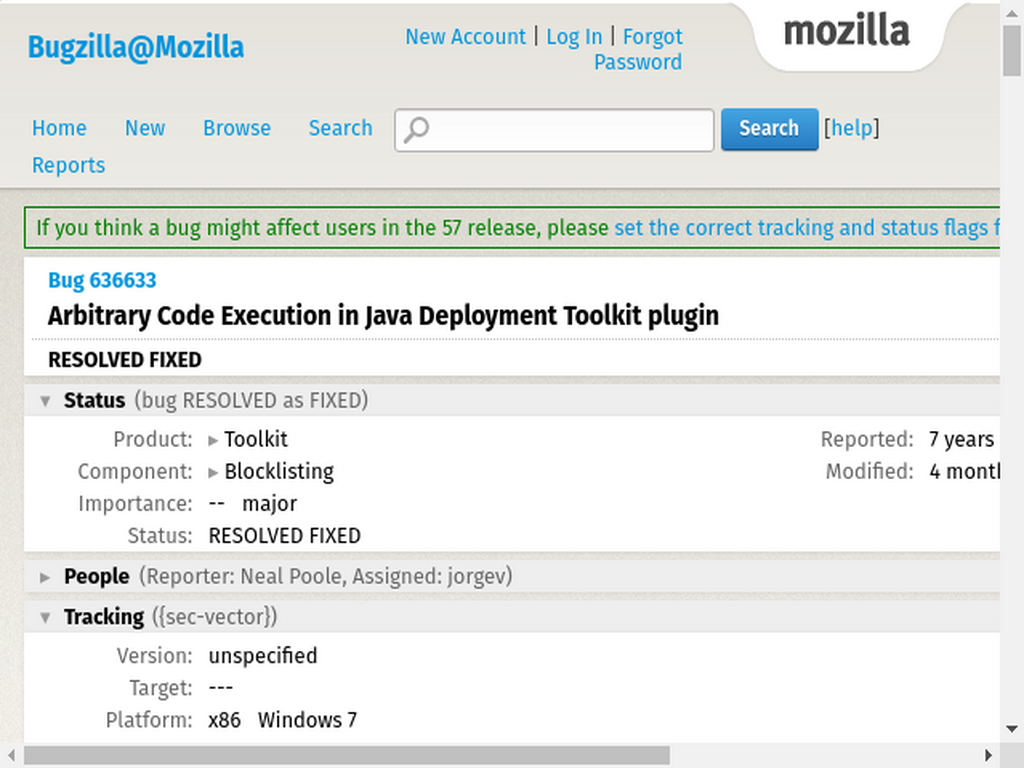 Bugzilla@Mozilla
New Account | Log In | Forgot
Password
mozilla
Home New Browse Search
Search [help]
Reports
If you think a bug might affect users in the 57 release, please set the correct tracking and status flags f
Bug 636633
Arbitrary Code Execution in Java Deployment Toolkit plugin
RESOLVED FIXED
▾ Status (bug RESOLVED as FIXED)
Product: ▸ Toolkit
Reported: 7 years
Component: ▸ Blocklisting
Modified: 4 month
Importance: -- major
Status: RESOLVED FIXED
▸ People (Reporter: Neal Poole, Assigned: jorgev)
▾ Tracking ({sec-vector})
Version: unspecified
Target: ---
Platform: x86 Windows 7